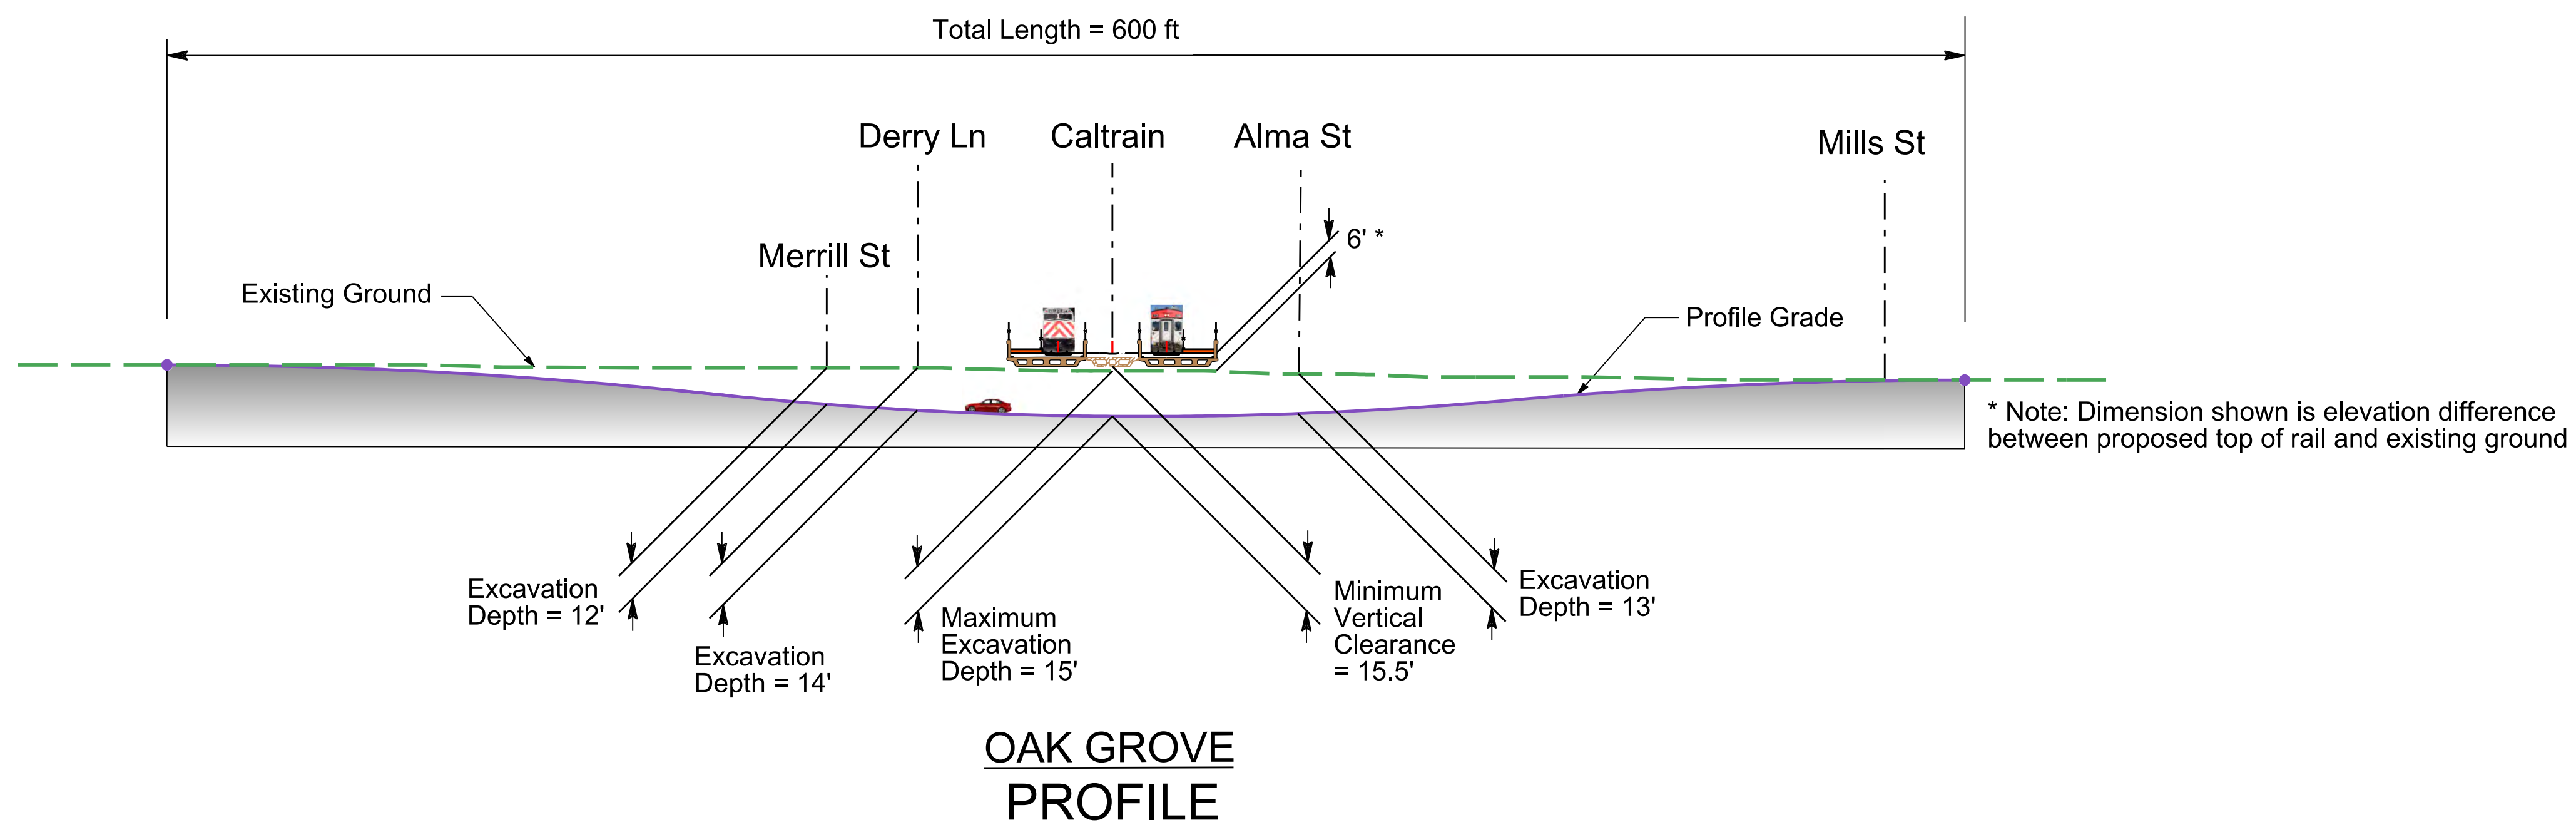 Total Length = 600 ft
Derry Ln
Caltrain
Alma St
Mills St
Merrill St
6' *
Existing Ground
Profile Grade
* Note: Dimension shown is elevation difference
between proposed top of rail and existing ground
Excavation
Depth = 12'
Excavation
Depth = 14'
Maximum
Excavation
Depth = 15'
Minimum
Vertical
Clearance
= 15.5'
Excavation
Depth = 13'
OAK GROVE
PROFILE